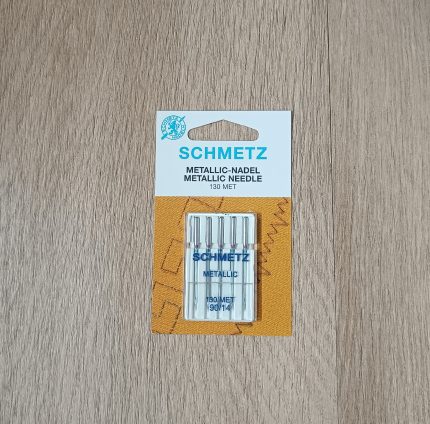 SCHMETZ
METALLIC-NADEL
METALLIC NEEDLE
130 MET
SCHMETZ
METALLIC
130 MET
90/14